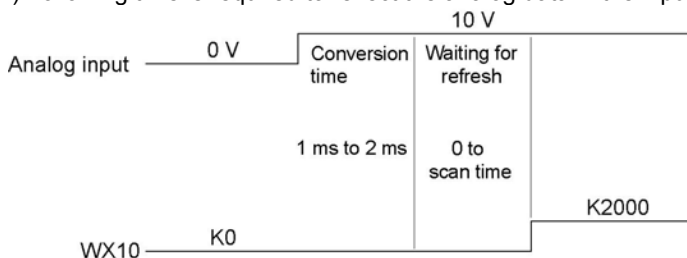 10 V
0 V
Analog input
Conversion time
Waiting for refresh
1 ms to 2 ms
0 to scan time
K2000
K0
WX10